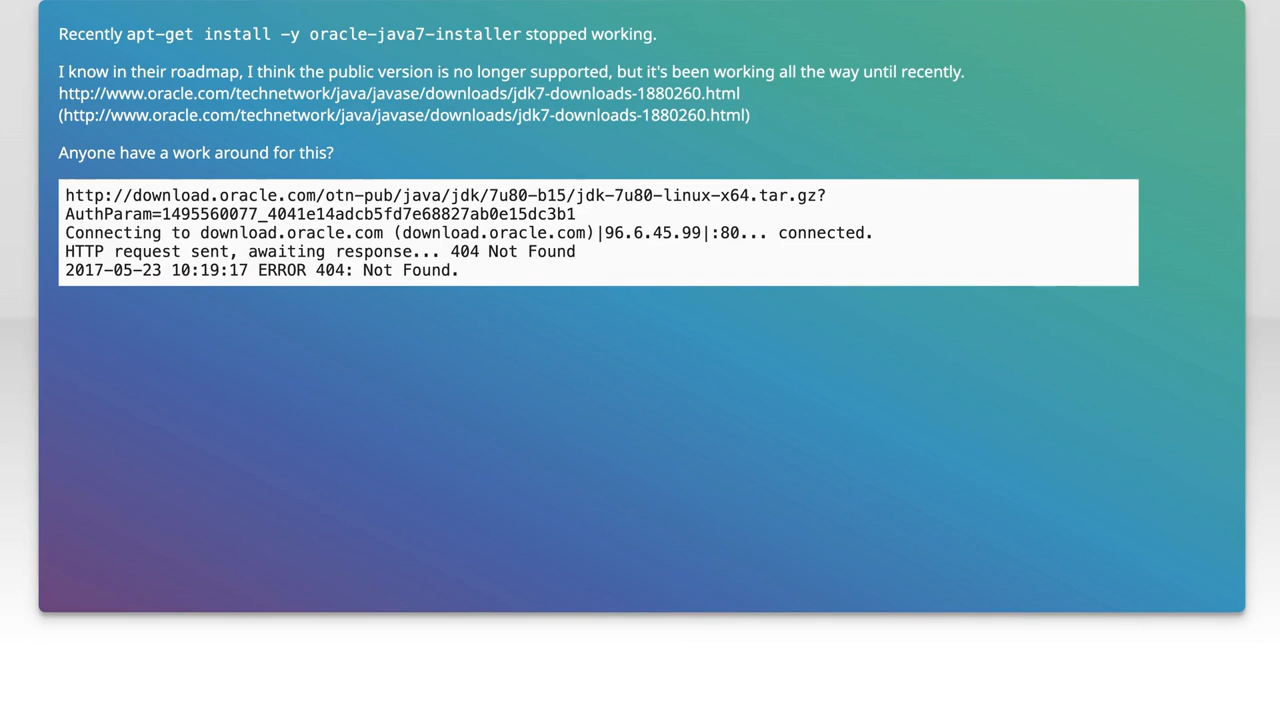 Recently apt-get install -y oracle-java7-installer stopped working.
I know in their roadmap, I think the public version is no longer supported, but it's been working all the way until recently.
http://www.oracle.com/technetwork/java/javase/downloads/jdk7-downloads-1880260.html
(http://www.oracle.com/technetwork/java/javase/downloads/jdk7-downloads-1880260.html)
Anyone have a work around for this?
http://download.oracle.com/otn-pub/java/jdk/7u80-b15/jdk-7u80-linux-x64.tar.gz?
AuthParam=1495560077_4041e14adcb5fd7e68827ab0e15dc3b1
Connecting to download.oracle.com (download.oracle.com)|96.6.45.99|:80... connected.
HTTP request sent, awaiting response... 404 Not Found
2017-05-23 10:19:17 ERROR 404: Not Found.